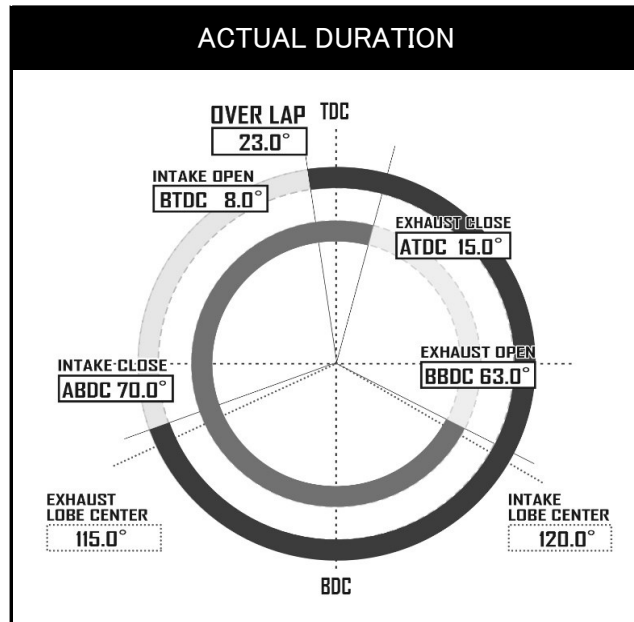 ACTUAL DURATION
OVER LAP
23.0°
TDC
INTAKE OPEN
BTDC 8.0°
EXHAUST CLOSE
ATDC 15.0°
INTAKE CLOSE
ABDC 70.0°
EXHAUST OPEN
BBDC 63.0°
EXHAUST
LOBE CENTER
115.0°
INTAKE
LOBE CENTER
120.0°
BDC